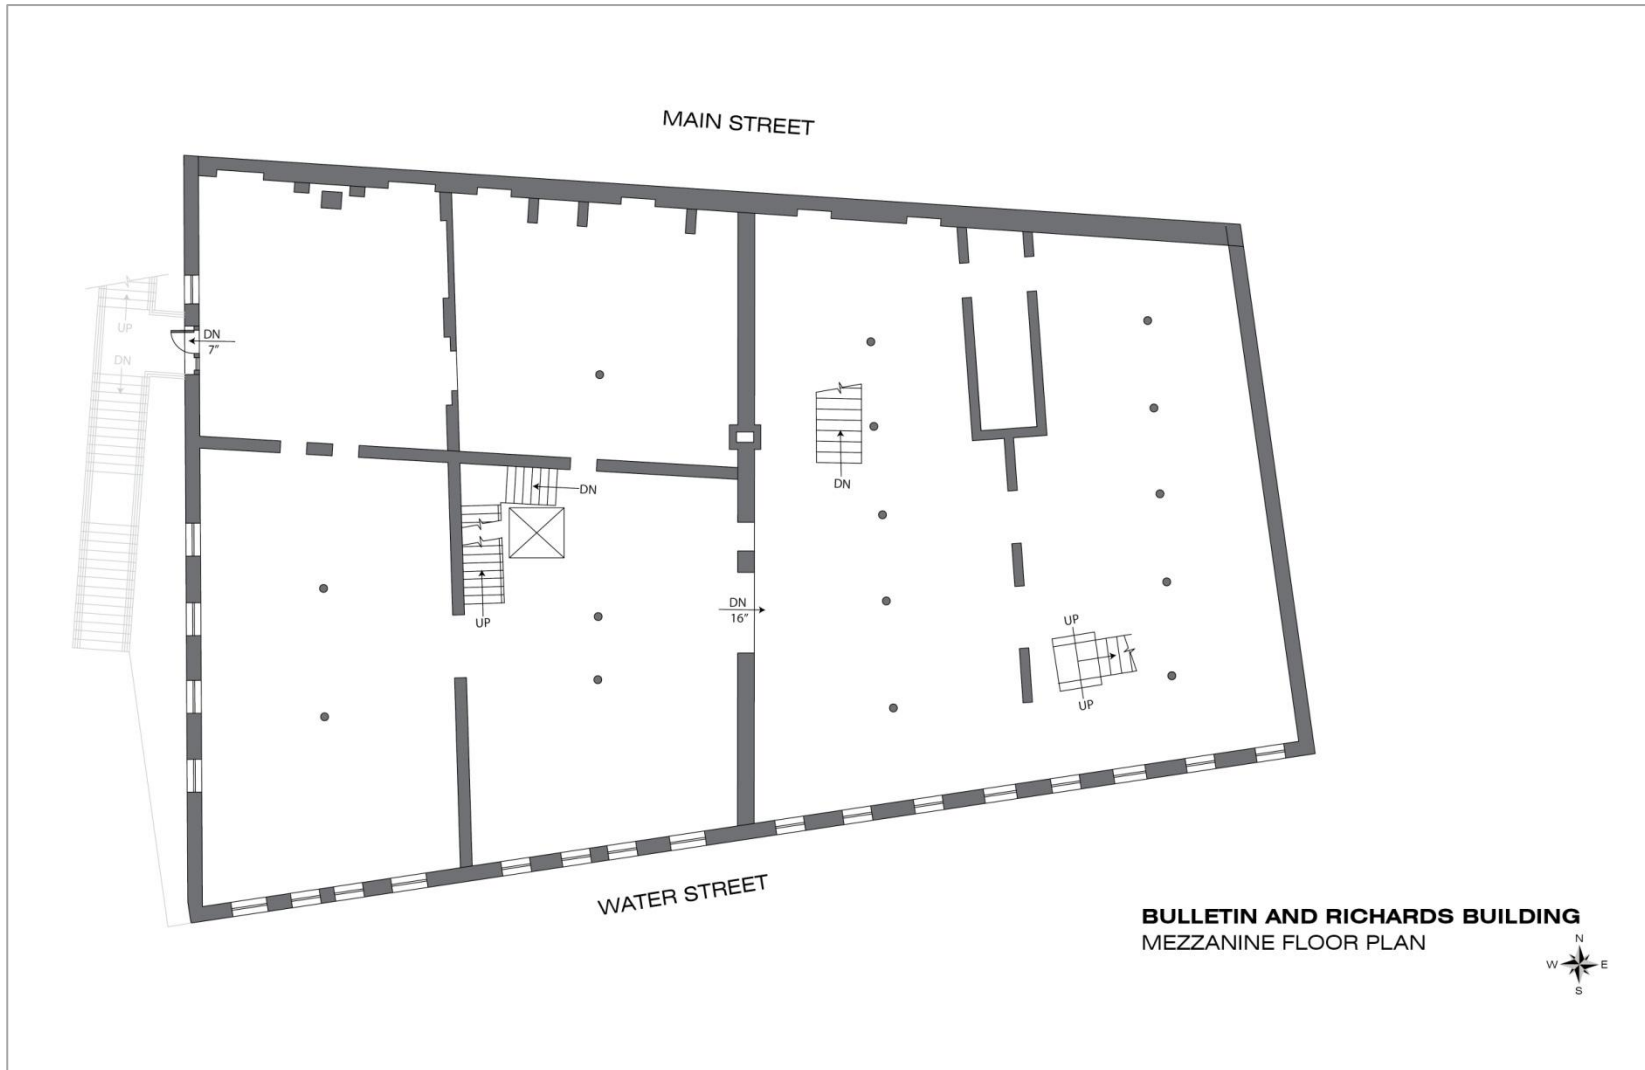 MAIN STREET
UP
DN
DN
7″
DN
UP
DN
DN
16″
UP
UP
WATER STREET
BULLETIN AND RICHARDS BUILDING
MEZZANINE FLOOR PLAN
N
W E
S